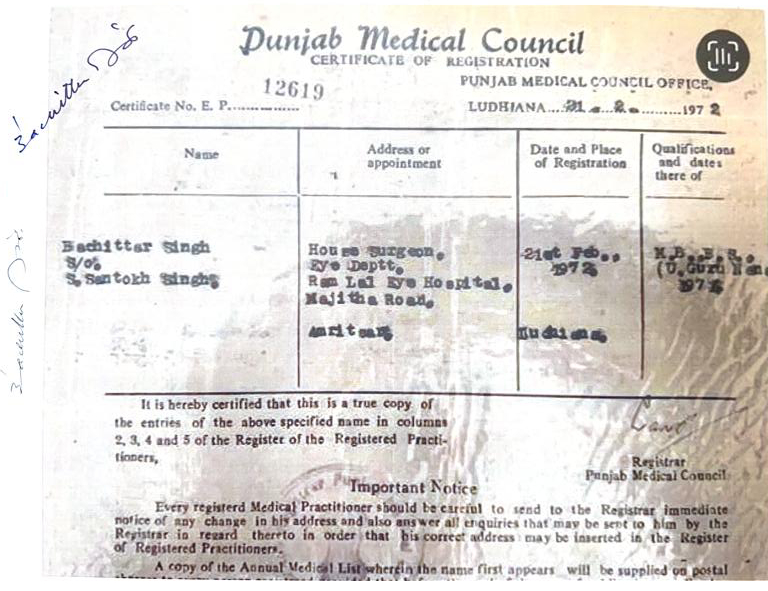 Punjab Medical Council
CERTIFICATE OF REGISTRATION
12619
PUNJAB MEDICAL COUNCIL OFFICE,
Certificate No. E. P.
LUDHIANA 21 2 1972
Name
Address or appointment
Date and Place of Registration
Qualifications and dates there of
Bachittar Singh
S/o.
S. Santokh Singh.
House Surgeon,
Eye Deptt,
Ram Lal Eye Hospital,
Majitha Road,
Amritsar
21st Feb.,
1972
Ludhiana
M.B., B.S.,
(U. Guru Nan
It is hereby certified that this is a true copy of
the entries of the above specified name in columns
2, 3, 4 and 5 of the Register of the Registered Practi-
tioners,
Registrar
Punjab Medical Council
Important Notice
Every registerd Medical Practitioner should be careful to send to the Registrar immediate
notice of any change in his address and also answer all enquiries that may be sent to him by the
Registrar in regard thereto in order that his correct address may be inserted in the Register
of Registered Practitioners.
A copy of the Annual Medical List wherein the name first appears will be supplied on postal